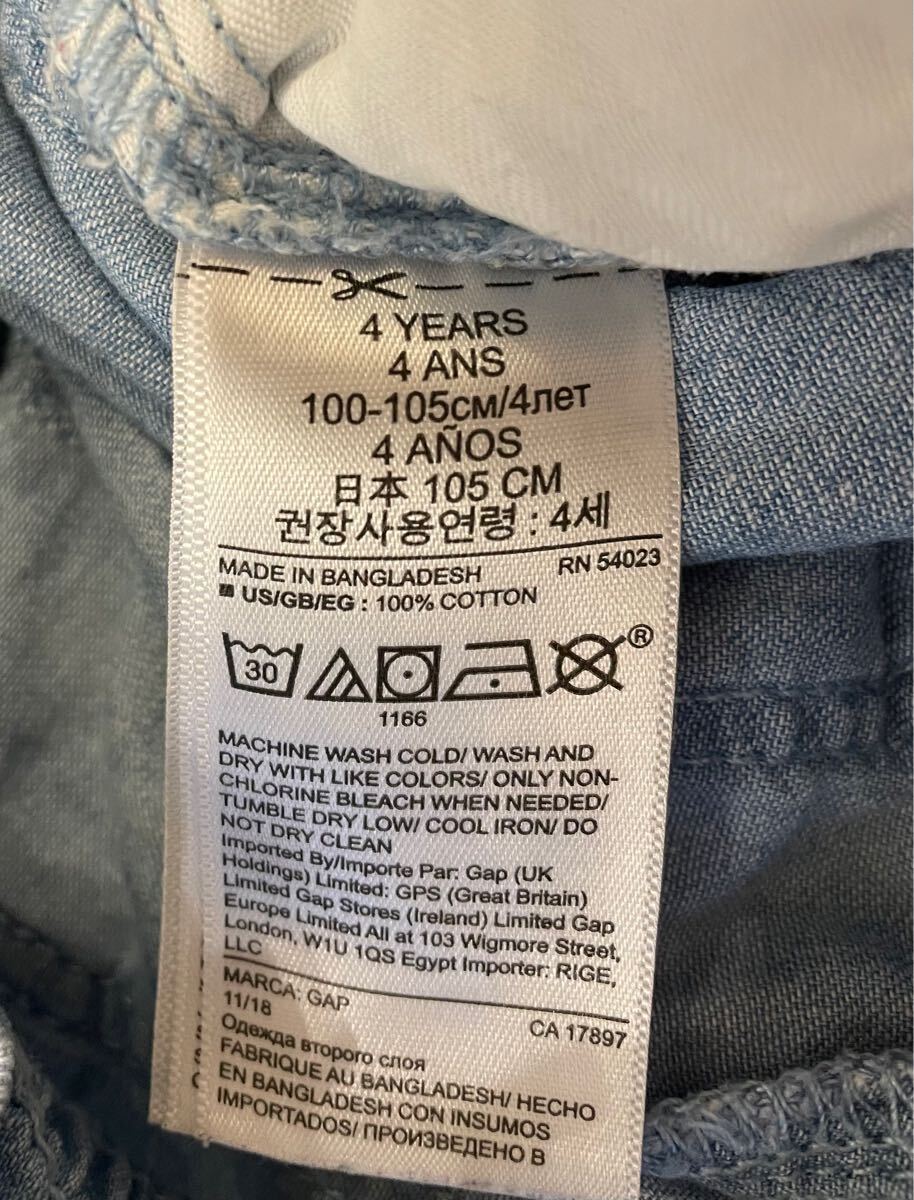 4 YEARS
4 ANS
100-105см/4лет
4 AÑOS
日本 105 CM
권장사용연령 : 4세
MADE IN BANGLADESH RN 54023
US/GB/EG : 100% COTTON
30
®
1166
MACHINE WASH COLD/ WASH AND
DRY WITH LIKE COLORS/ ONLY NON-
CHLORINE BLEACH WHEN NEEDED/
TUMBLE DRY LOW/ COOL IRON/ DO
NOT DRY CLEAN
Imported By/Importe Par: Gap (UK
Holdings) Limited: GPS (Great Britain)
Limited Gap Stores (Ireland) Limited Gap
Europe Limited All at 103 Wigmore Street,
London, W1U 1QS Egypt Importer: RIGE,
LLC
MARCA: GAP
11/18 CA 17897
Одежда второго слоя
FABRIQUE AU BANGLADESH/ HECHO
EN BANGLADESH CON INSUMOS
IMPORTADOS/ ПРОИЗВЕДЕНО В